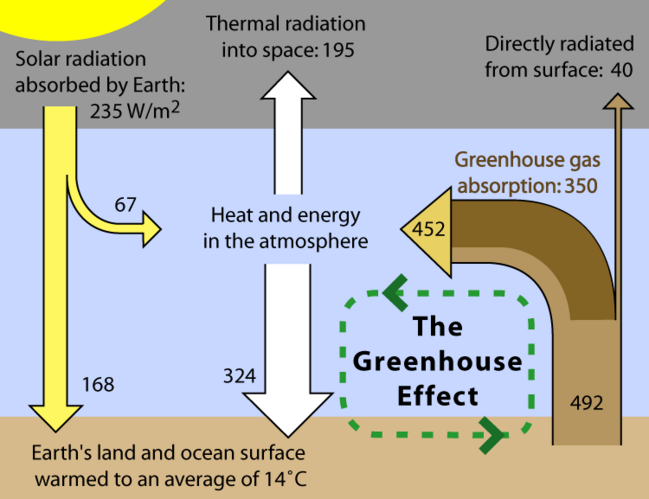 Solar radiation
absorbed by Earth:
235 W/m2
Thermal radiation
into space: 195
Directly radiated
from surface: 40
67
Heat and energy
in the atmosphere
Greenhouse gas
absorption: 350
452
The
Greenhouse
Effect
168
324
492
Earth's land and ocean surface
warmed to an average of 14˚C